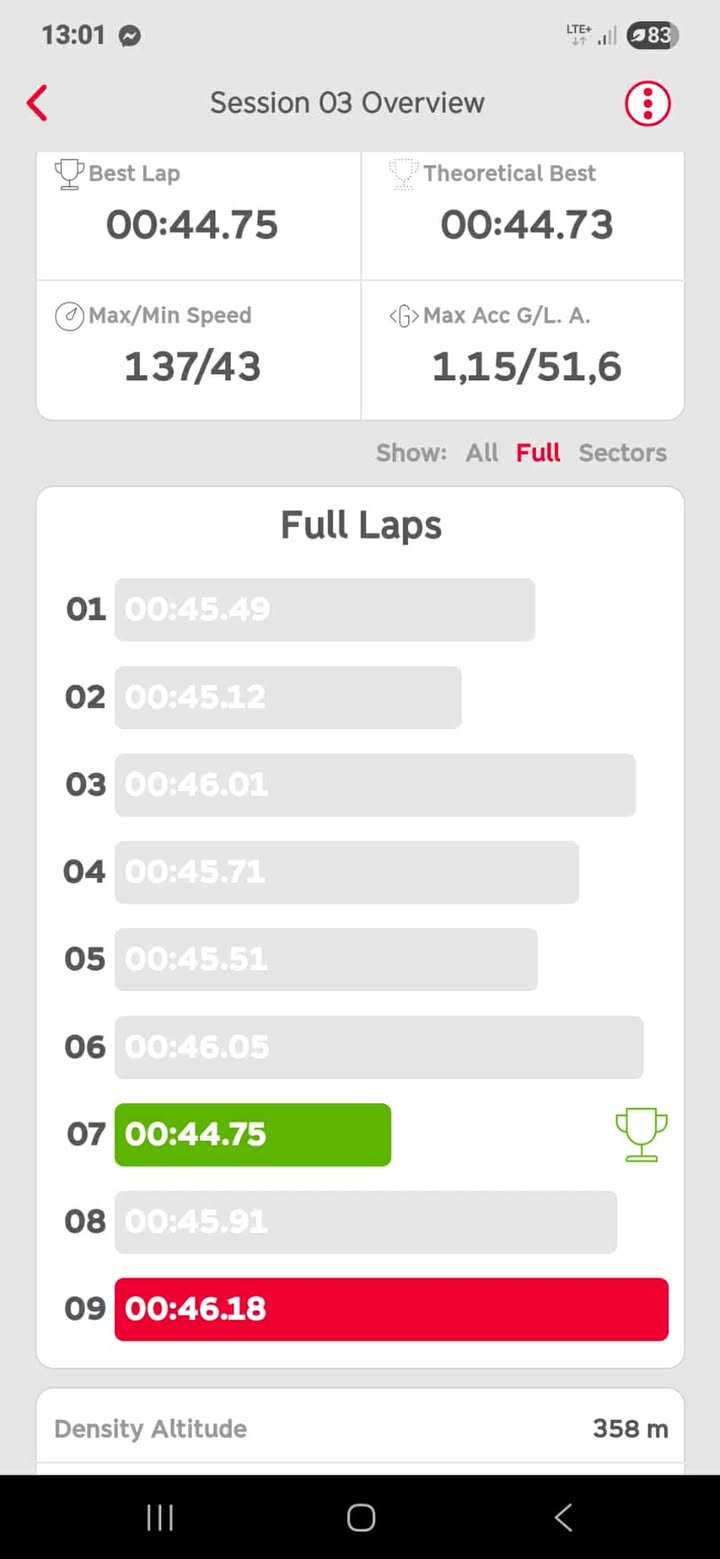 13:01
LTE+
83
Session 03 Overview
Best Lap
Theoretical Best
00:44.75
00:44.73
Max/Min Speed
<G> Max Acc G/L. A.
137/43
1,15/51,6
Show: All Full Sectors
Full Laps
01 00:45.49
02 00:45.12
03 00:46.01
04 00:45.71
05 00:45.51
06 00:46.05
07 00:44.75
08 00:45.91
09 00:46.18
Density Altitude 358 m